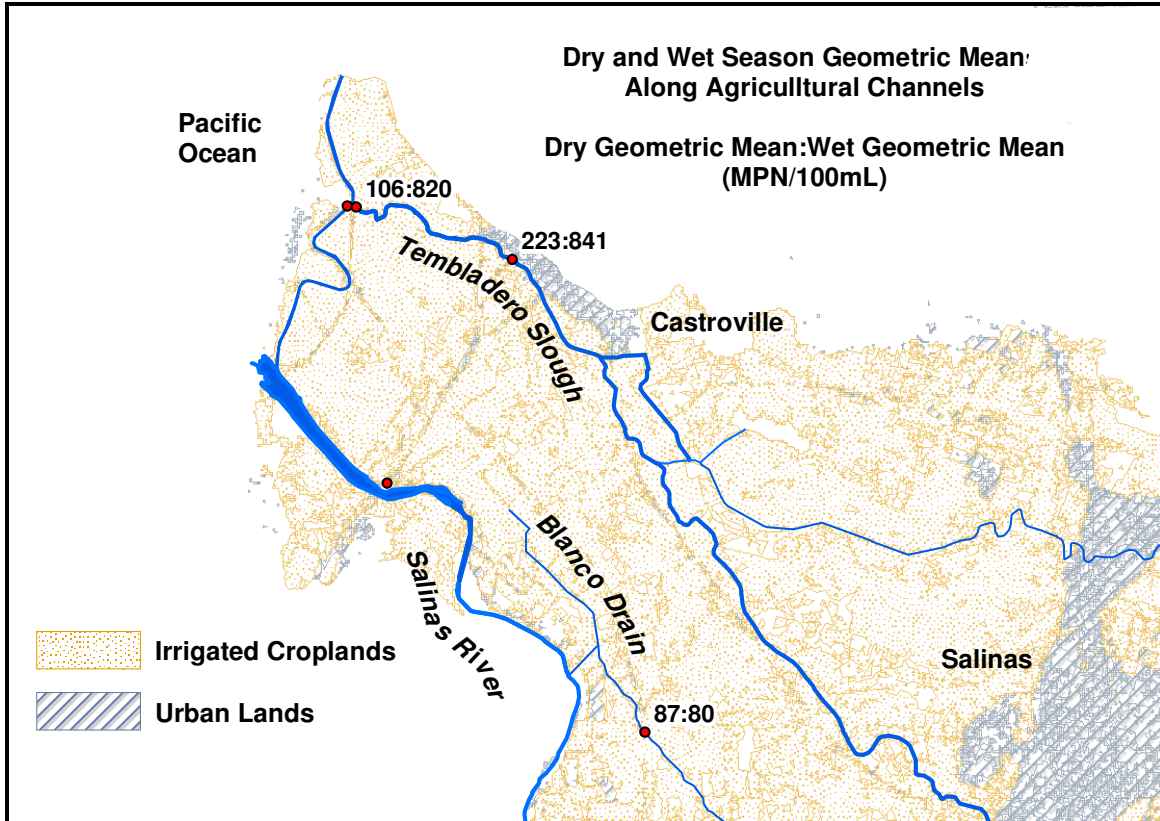 Dry and Wet Season Geometric Mean
Along Agricultural Channels
Dry Geometric Mean:Wet Geometric Mean
(MPN/100mL)
Pacific
Ocean
106:820
223:841
Tembladero Slough
Castroville
Blanco Drain
Salinas River
Irrigated Croplands
Salinas
Urban Lands
87:80